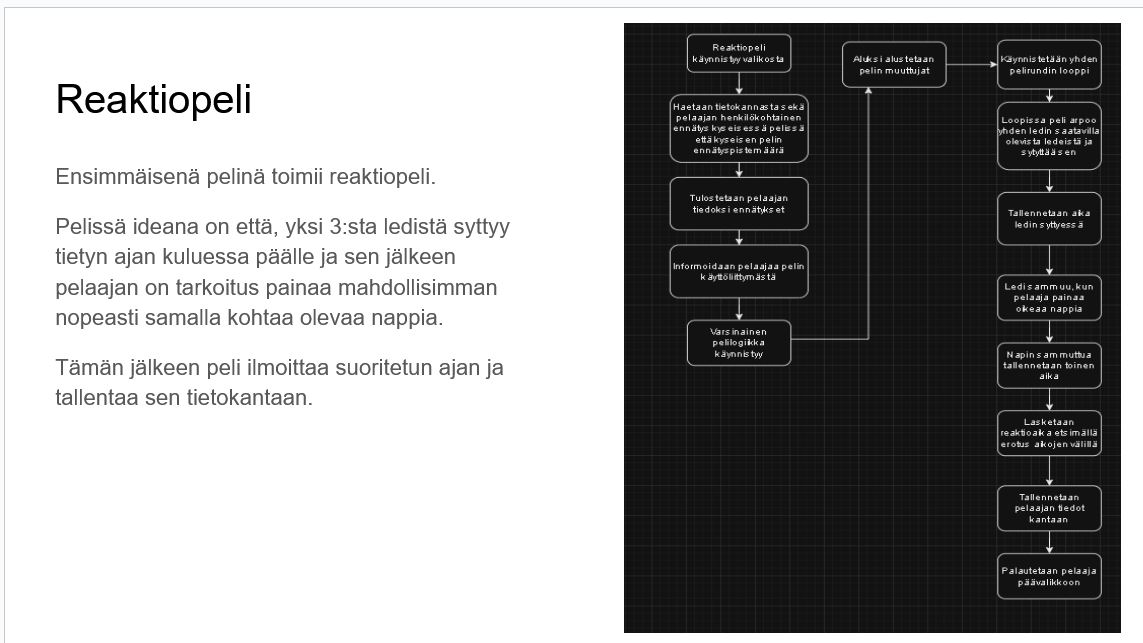 Reaktiopeli
Ensimmäisenä pelinä toimii reaktiopeli.
Pelissä ideana on että, yksi 3:sta ledistä syttyy
tietyn ajan kuluessa päälle ja sen jälkeen
pelaajan on tarkoitus painaa mahdollisimman
nopeasti samalla kohtaa olevaa nappia.
Tämän jälkeen peli ilmoittaa suoritetun ajan ja
tallentaa sen tietokantaan.
Reaktiopeli
käynnistyy valikosta
Haetaan tietokannasta sekä
pelaajan henkilökohtainen
ennätys kyseisessä pelissä
että kyseisen pelin
ennätyspistemäärä
Tulostetaan pelaajan
tiedoksi ennätykset
Informoidaan pelaajaa pelin
käyttöliittymästä
Varsinainen
pelilogiikka
käynnistyy
Aluksi alustetaan
pelin muuttujat
Käynnistetään yhden
pelirundin looppi
Loopissa peli arpoo
yhden ledin saatavilla
olevista ledeistä ja
sytyttää sen
Tallennetaan aika
ledin syttyessä
Ledi sammuu, kun
pelaaja painaa
oikeaa nappia
Napin sammuttua
tallennetaan toinen
aika
Lasketaan
reaktioaika etsimällä
erotus aikojen välillä
Tallennetaan
pelaajan tiedot
kantaan
Palautetaan pelaaja
päävalikkoon